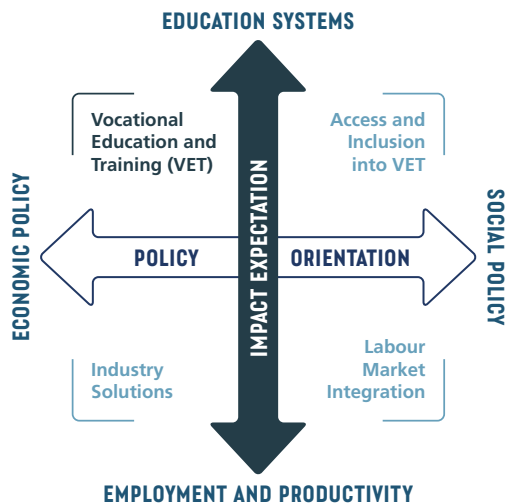 EDUCATION SYSTEMS
Vocational
Education and
Training (VET)
Access and
Inclusion
into VET
ECONOMIC POLICY
POLICY ORIENTATION
IMPACT EXPECTATION
SOCIAL POLICY
Industry
Solutions
Labour
Market
Integration
EMPLOYMENT AND PRODUCTIVITY